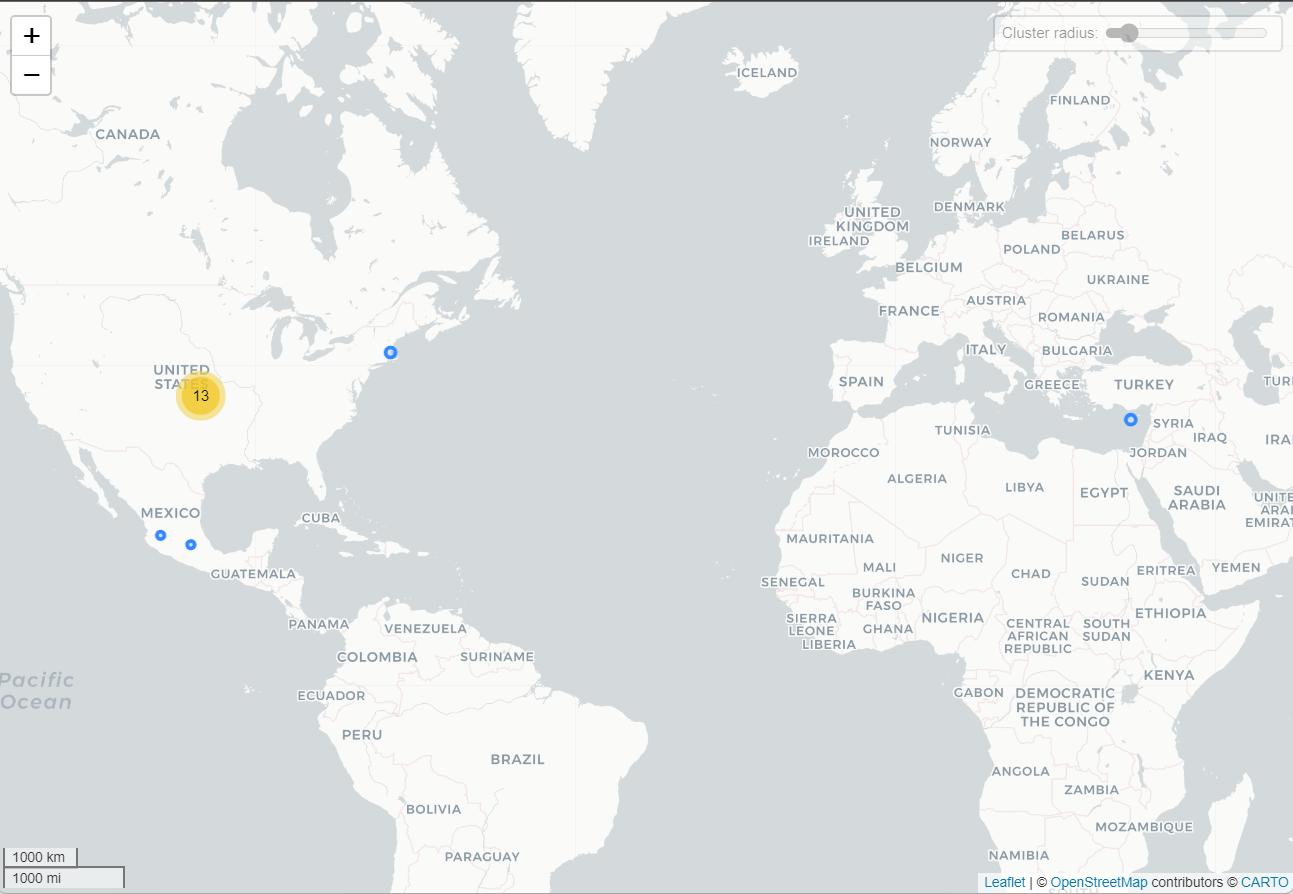 +
−
Cluster radius:
ICELAND
FINLAND
CANADA
NORWAY
DENMARK
UNITED
KINGDOM
IRELAND
BELARUS
POLAND
BELGIUM
UKRAINE
AUSTRIA
FRANCE
ROMANIA
ITALY
BULGARIA
UNITED
STATES
13
SPAIN
GREECE
TURKEY
TUR
SYRIA
TUNISIA
IRAQ
IRA
MOROCCO
JORDAN
ALGERIA
LIBYA
EGYPT
SAUDI
ARABIA
UNITE
ARAB
EMIRAT
MEXICO
CUBA
MAURITANIA
NIGER
MALI
CHAD
ERITREA
YEMEN
GUATEMALA
SENEGAL
SUDAN
BURKINA
FASO
PANAMA
VENEZUELA
SIERRA
LEONE
LIBERIA
GHANA
NIGERIA
CENTRAL
AFRICAN
REPUBLIC
SOUTH
SUDAN
ETHIOPIA
COLOMBIA
SURINAME
KENYA
Pacific
Ocean
ECUADOR
GABON
DEMOCRATIC
REPUBLIC OF
THE CONGO
PERU
BRAZIL
ANGOLA
ZAMBIA
BOLIVIA
MOZAMBIQUE
PARAGUAY
NAMIBIA
1000 km
1000 mi
Leaflet | © OpenStreetMap contributors © CARTO